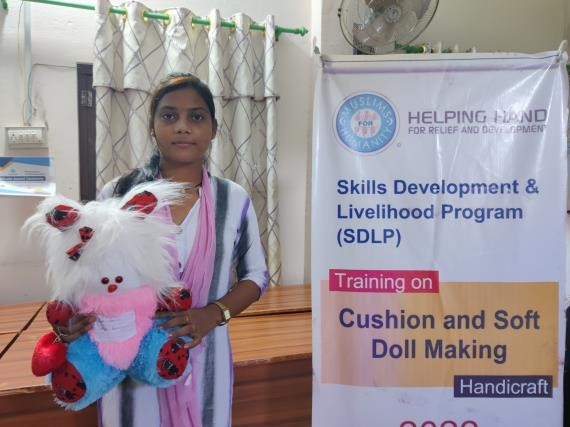 MUSLIMS
FOR
HUMANITY
HELPING HAND
FOR RELIEF AND DEVELOPMENT
Skills Development &
Livelihood Program
(SDLP)
Training on
Cushion and Soft
Doll Making
Handicraft